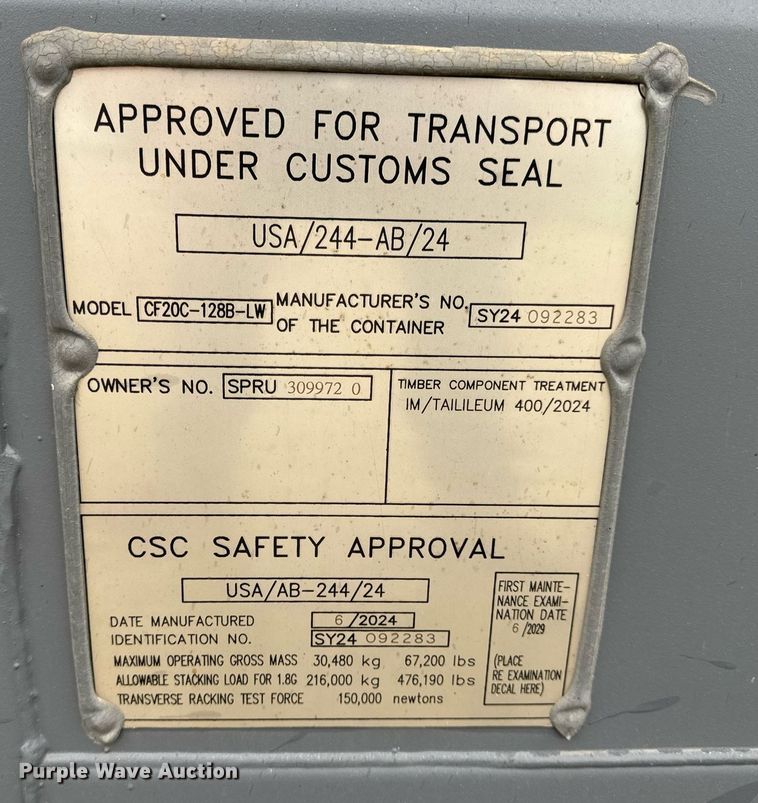 APPROVED FOR TRANSPORT
UNDER CUSTOMS SEAL
USA/244-AB/24
MODEL CF20C-128B-LW MANUFACTURER'S NO. OF THE CONTAINER SY24 092283
OWNER'S NO. SPRU 309972 0
TIMBER COMPONENT TREATMENT
IM/TAILILEUM 400/2024
CSC SAFETY APPROVAL
USA/AB-244/24
DATE MANUFACTURED 6/2024
IDENTIFICATION NO. SY24 092283
MAXIMUM OPERATING GROSS MASS 30,480 kg 67,200 lbs
ALLOWABLE STACKING LOAD FOR 1.8G 216,000 kg 476,190 lbs
TRANSVERSE RACKING TEST FORCE 150,000 newtons
FIRST MAINTE-
NANCE EXAMI-
NATION DATE
6/2029
(PLACE
RE EXAMINATION
DECAL HERE)
Purple Wave Auction